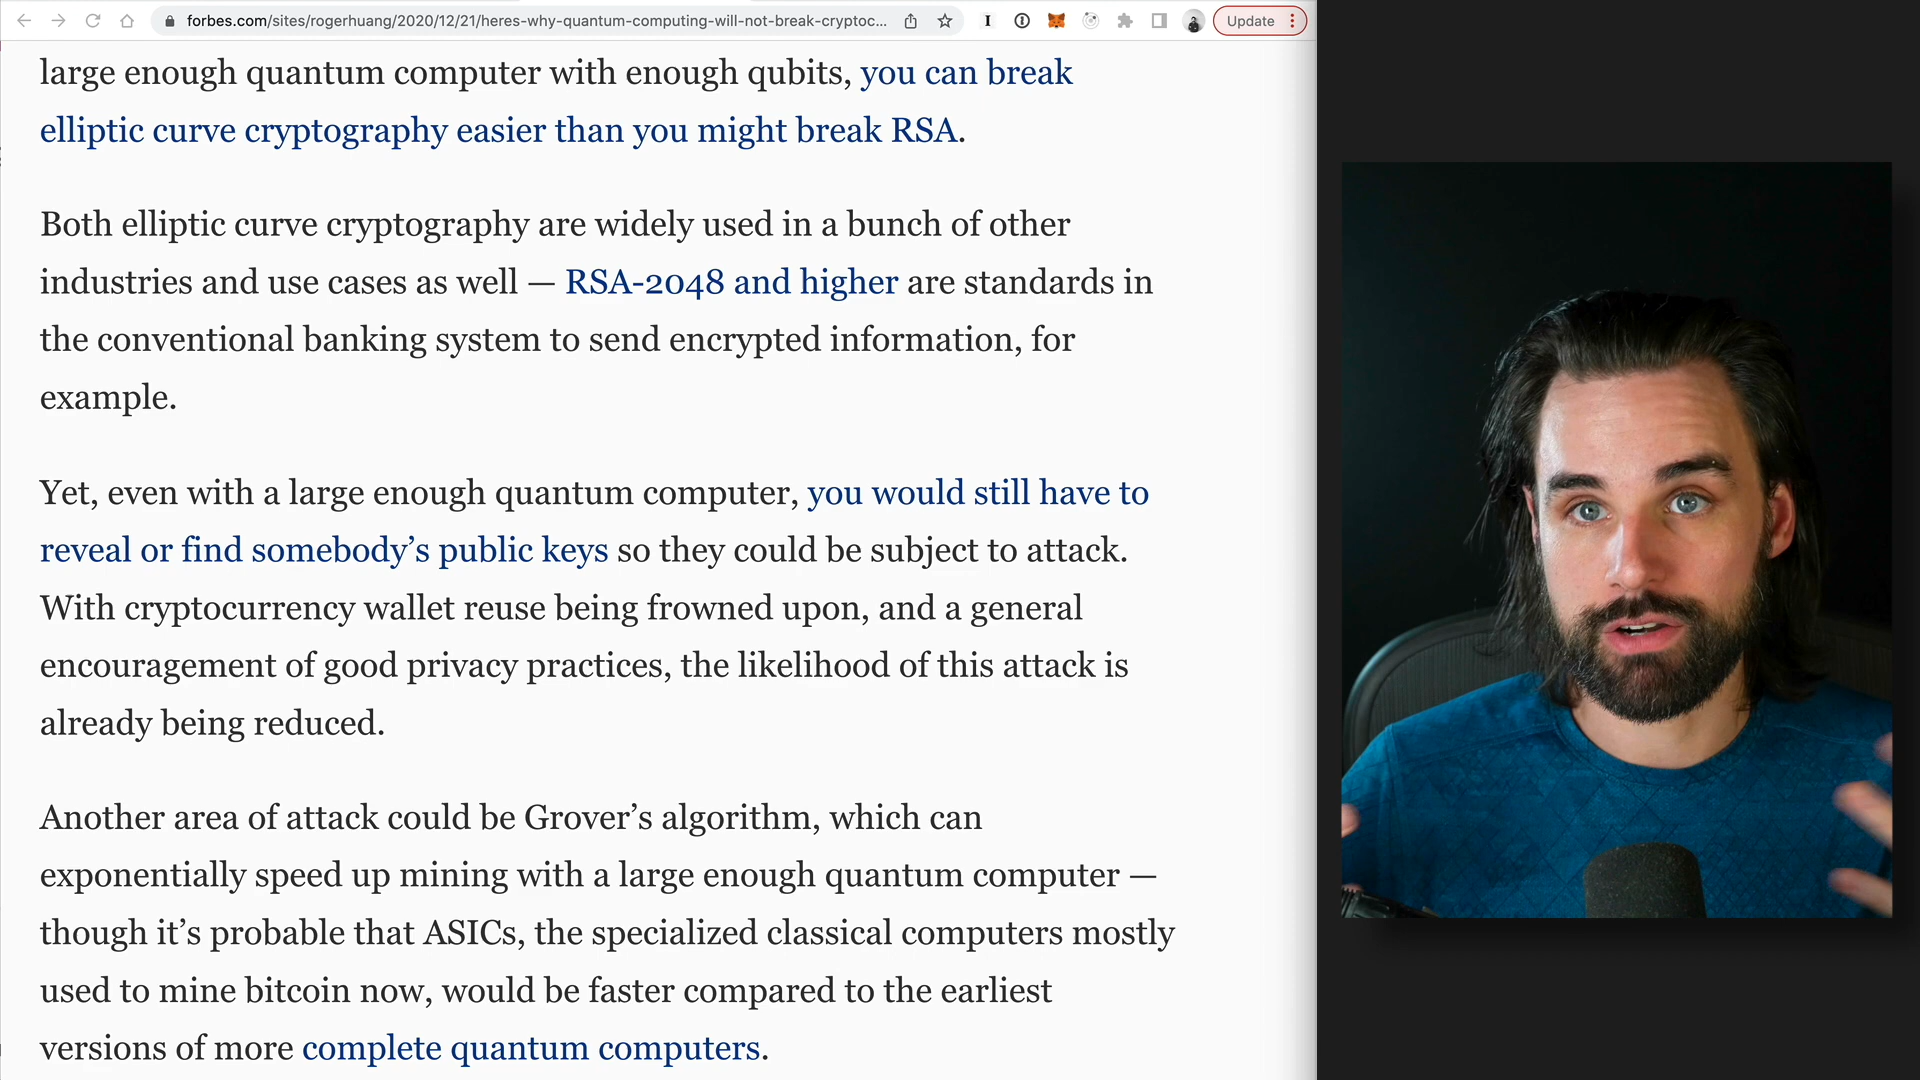 forbes.com/sites/rogerhuang/2020/12/21/heres-why-quantum-computing-will-not-break-cryptoc...
Update
large enough quantum computer with enough qubits, you can break
elliptic curve cryptography easier than you might break RSA.
Both elliptic curve cryptography are widely used in a bunch of other
industries and use cases as well — RSA-2048 and higher are standards in
the conventional banking system to send encrypted information, for
example.
Yet, even with a large enough quantum computer, you would still have to
reveal or find somebody’s public keys so they could be subject to attack.
With cryptocurrency wallet reuse being frowned upon, and a general
encouragement of good privacy practices, the likelihood of this attack is
already being reduced.
Another area of attack could be Grover’s algorithm, which can
exponentially speed up mining with a large enough quantum computer —
though it’s probable that ASICs, the specialized classical computers mostly
used to mine bitcoin now, would be faster compared to the earliest
versions of more complete quantum computers.